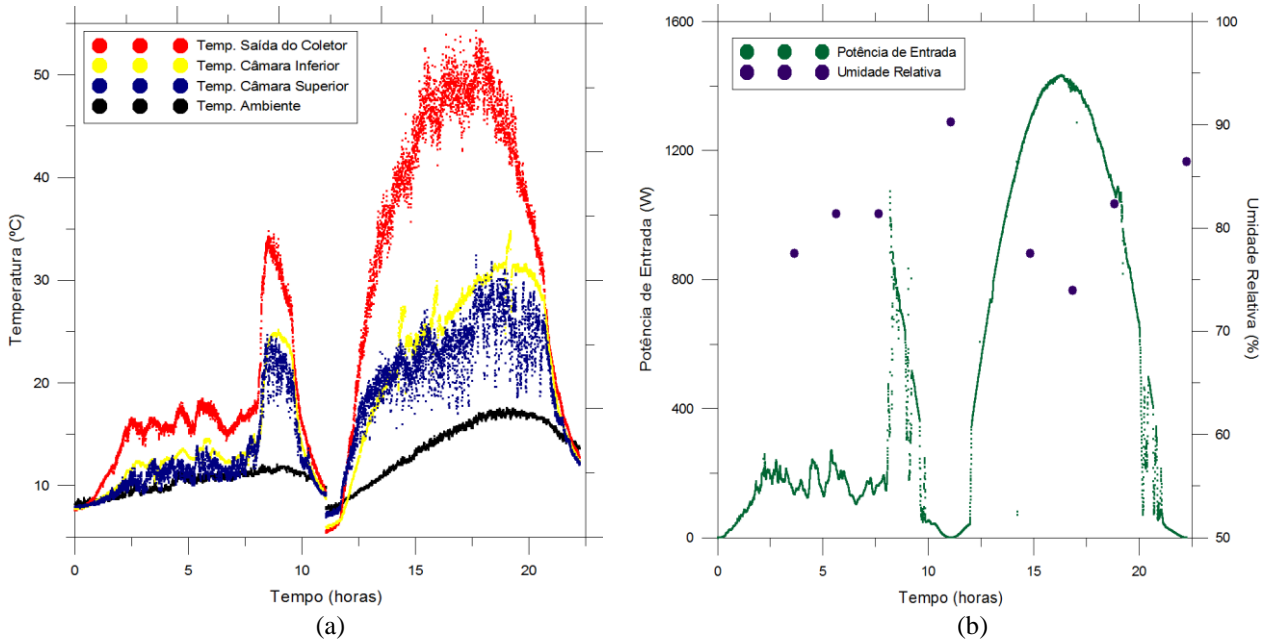 Temp. Saída do Coletor
Temp. Câmara Inferior
Temp. Câmara Superior
Temp. Ambiente
50
40
30
20
10
Temperatura (ºC)
0
5
10
15
20
Tempo (horas)
(a)
Potência de Entrada
Umidade Relativa
1600
1200
800
400
0
Potência de Entrada (W)
100
90
80
70
60
50
Umidade Relativa (%)
0
5
10
15
20
Tempo (horas)
(b)